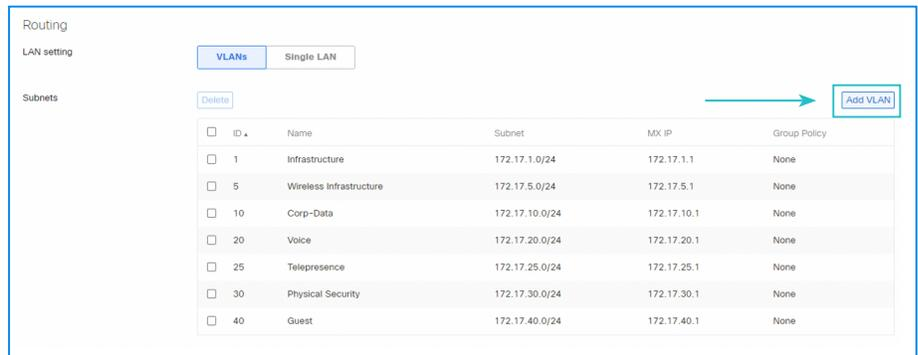 Routing
LAN setting VLANs Single LAN
Subnets Delete Add VLAN
ID Name Subnet MX IP Group Policy
1 Infrastructure 172.17.1.0/24 172.17.1.1 None
5 Wireless Infrastructure 172.17.5.0/24 172.17.5.1 None
10 Corp-Data 172.17.10.0/24 172.17.10.1 None
20 Voice 172.17.20.0/24 172.17.20.1 None
25 Telepresence 172.17.25.0/24 172.17.25.1 None
30 Physical Security 172.17.30.0/24 172.17.30.1 None
40 Guest 172.17.40.0/24 172.17.40.1 None